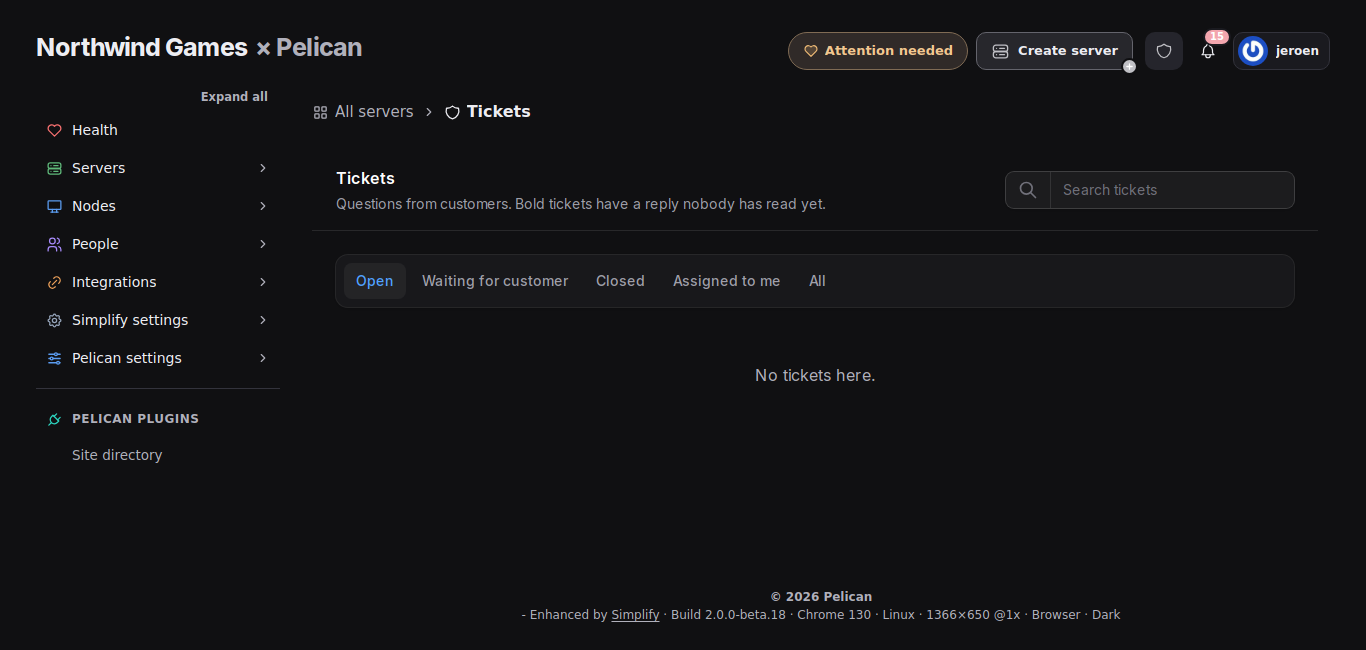 Northwind Games × Pelican
Attention needed
Create server
15
jeroen
Expand all
Health
Servers
Nodes
People
Integrations
Simplify settings
Pelican settings
PELICAN PLUGINS
Site directory
All servers
Tickets
Tickets
Questions from customers. Bold tickets have a reply nobody has read yet.
Search tickets
Open
Waiting for customer
Closed
Assigned to me
All
No tickets here.
© 2026 Pelican
- Enhanced by Simplify · Build 2.0.0-beta.18 · Chrome 130 · Linux · 1366×650 @1x · Browser · Dark